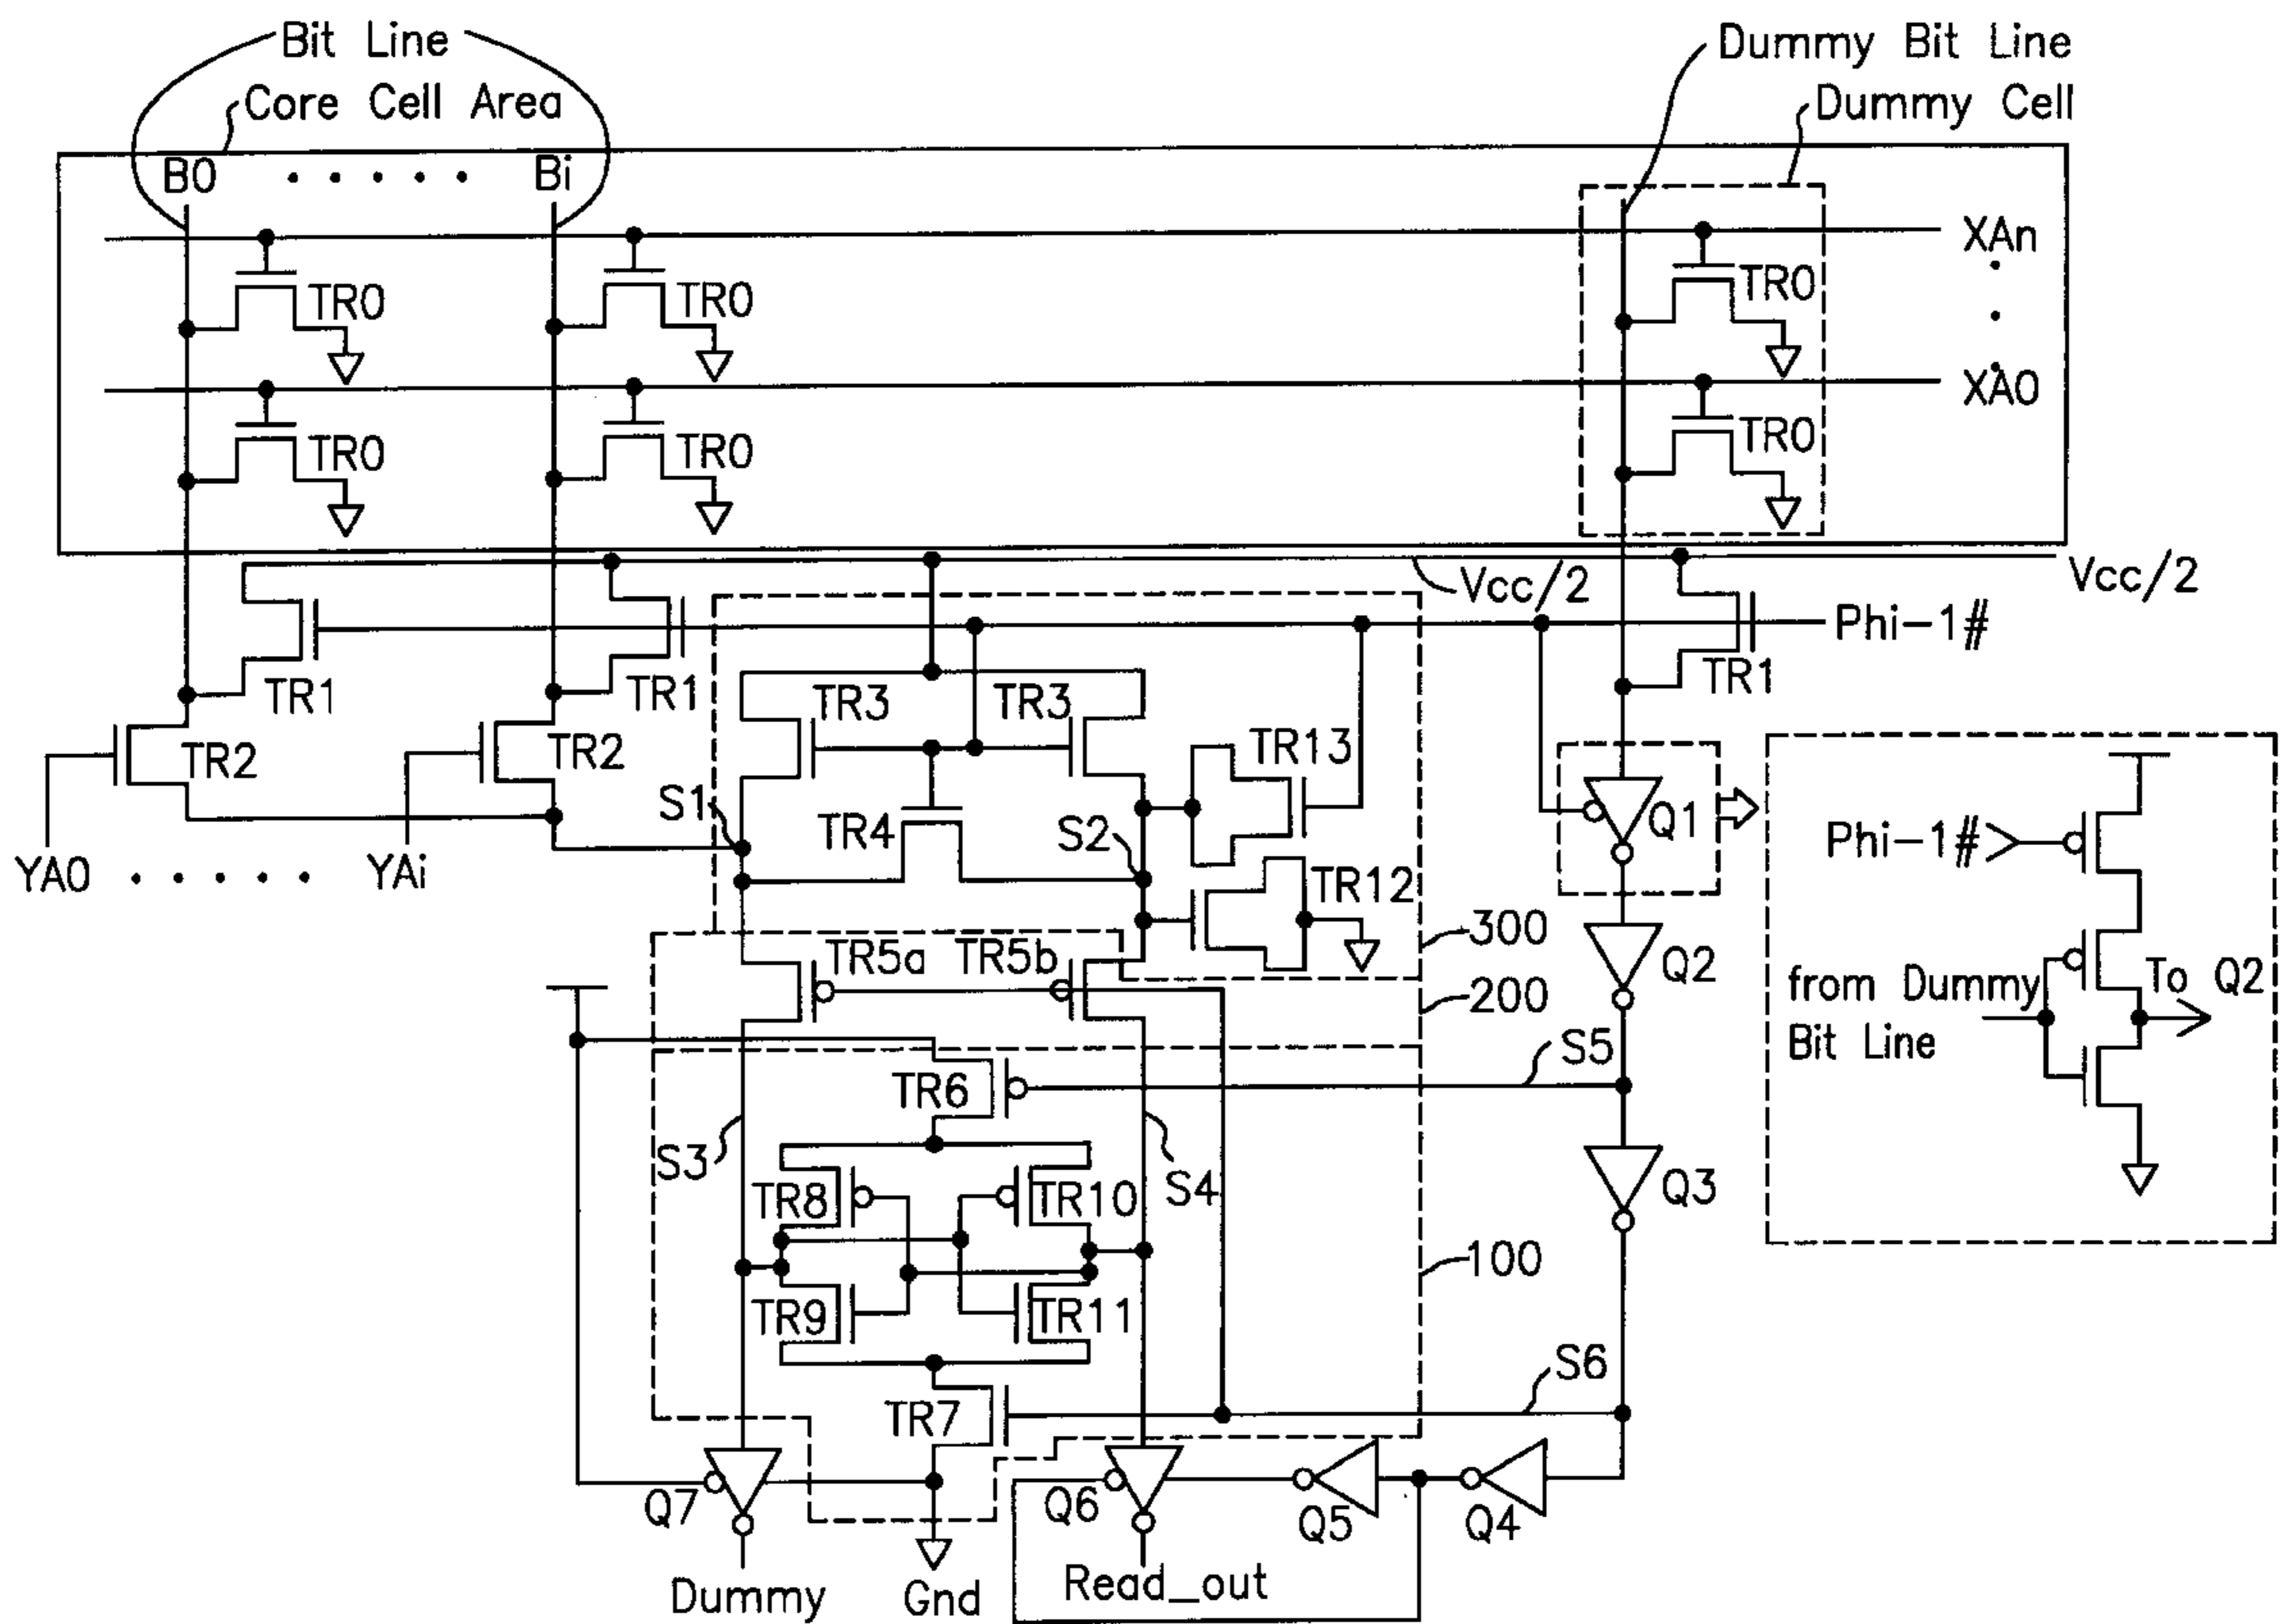 Bit Line
Dummy Bit Line
Core Cell Area
Dummy Cell
B0 . . . . . Bi
XAn
TR0 TR0 TR0
XA0
TR0 TR0 TR0
Vcc/2 Vcc/2
Phi-1#
TR1 TR1 TR1
TR3 TR3
TR2 TR2 TR13
S1 TR4 S2 Q1
Phi-1#
YA0 . . . . . YAi
TR12
300
TR5a TR5b Q2
from Dummy To Q2
Bit Line
200
S5
TR6
S3 S4 Q3
TR8 TR10
100
TR9 TR11
S6
TR7
Q7 Q6 Q5 Q4
Dummy Gnd Read_out